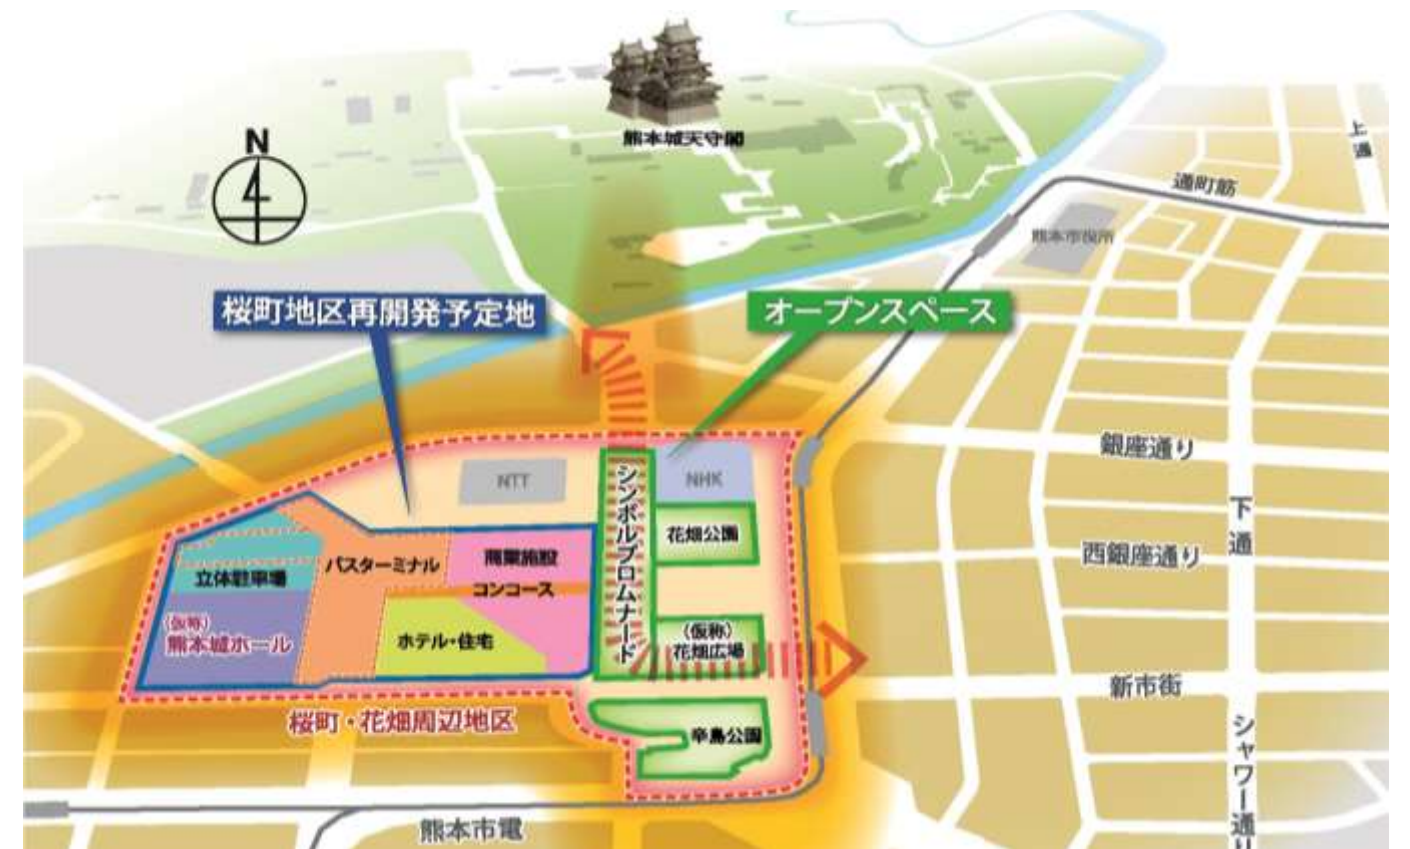 熊本城天守閣
N
上通
通町筋
熊本市役所
桜町地区再開発予定地
オープンスペース
銀座通り
NTT
NHK
シンボルプロムナード
下通
花畑公園
西銀座通り
商業施設
バスターミナル
立体駐車場
コンコース
(仮称)
熊本城ホール
ホテル・住宅
(仮称)
花畑広場
新市街
桜町・花畑周辺地区
辛島公園
シャワー通り
熊本市電